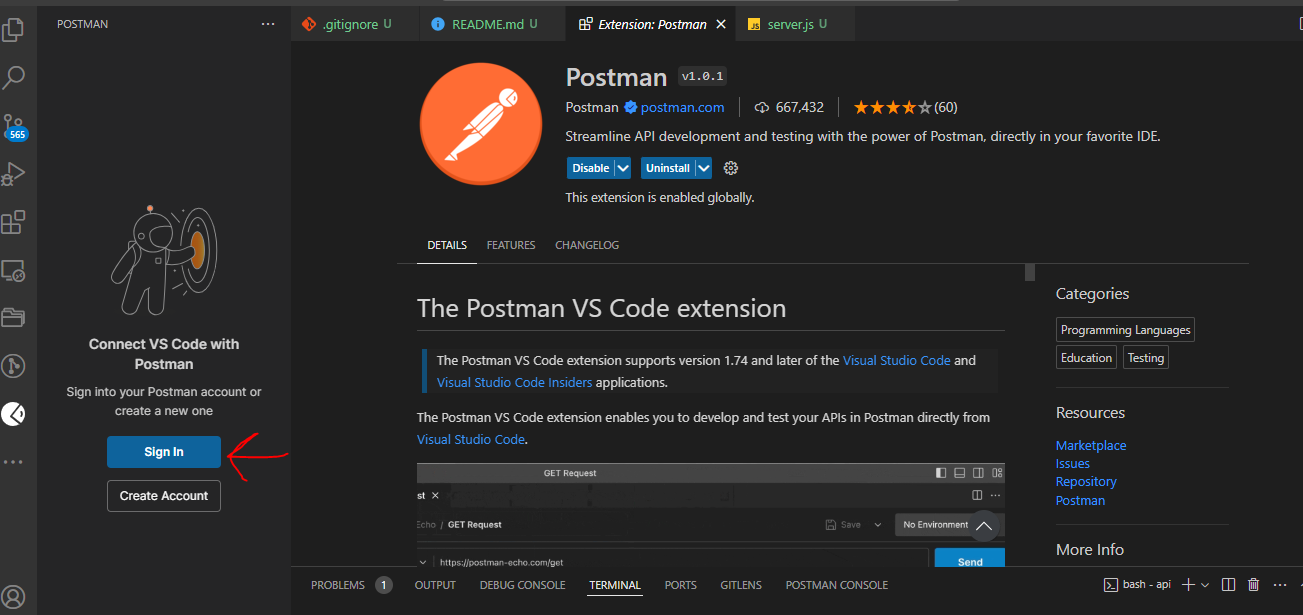 POSTMAN
.gitignore U
README.md U
Extension: Postman
JS server.js U
565
Connect VS Code with
Postman
Sign into your Postman account or
create a new one
Sign In
Create Account
Postman v1.0.1
Postman postman.com 667,432 (60)
Streamline API development and testing with the power of Postman, directly in your favorite IDE.
Disable
Uninstall
This extension is enabled globally.
DETAILS FEATURES CHANGELOG
The Postman VS Code extension
The Postman VS Code extension supports version 1.74 and later of the Visual Studio Code and
Visual Studio Code Insiders applications.
The Postman VS Code extension enables you to develop and test your APIs in Postman directly from
Visual Studio Code.
GET Request
st
Echo / GET Request
Save
No Environment
https://postman-echo.com/get
Send
Categories
Programming Languages
Education
Testing
Resources
Marketplace
Issues
Repository
Postman
More Info
PROBLEMS 1 OUTPUT DEBUG CONSOLE TERMINAL PORTS GITLENS POSTMAN CONSOLE
bash - api